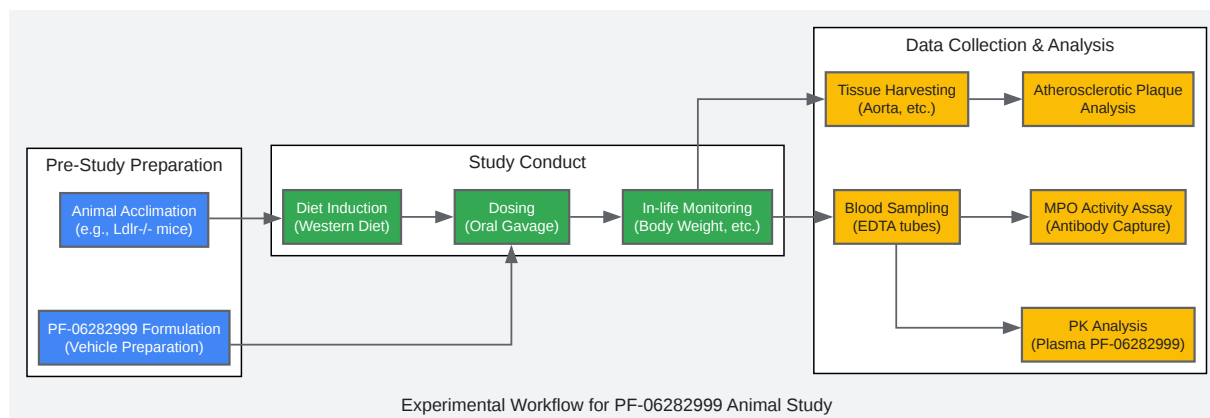 Pre-Study Preparation
Animal Acclimation
(e.g., Ldlr-/- mice)
PF-06282999 Formulation
(Vehicle Preparation)
Study Conduct
Diet Induction
(Western Diet)
Dosing
(Oral Gavage)
In-life Monitoring
(Body Weight, etc.)
Data Collection & Analysis
Tissue Harvesting
(Aorta, etc.)
Atherosclerotic Plaque
Analysis
Blood Sampling
(EDTA tubes)
MPO Activity Assay
(Antibody Capture)
PK Analysis
(Plasma PF-06282999)
Experimental Workflow for PF-06282999 Animal Study